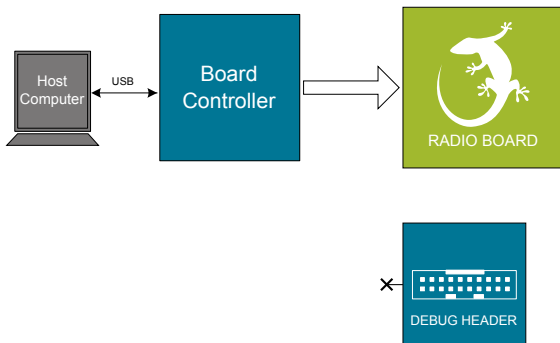 Host
Computer
USB
Board
Controller
RADIO BOARD
DEBUG HEADER